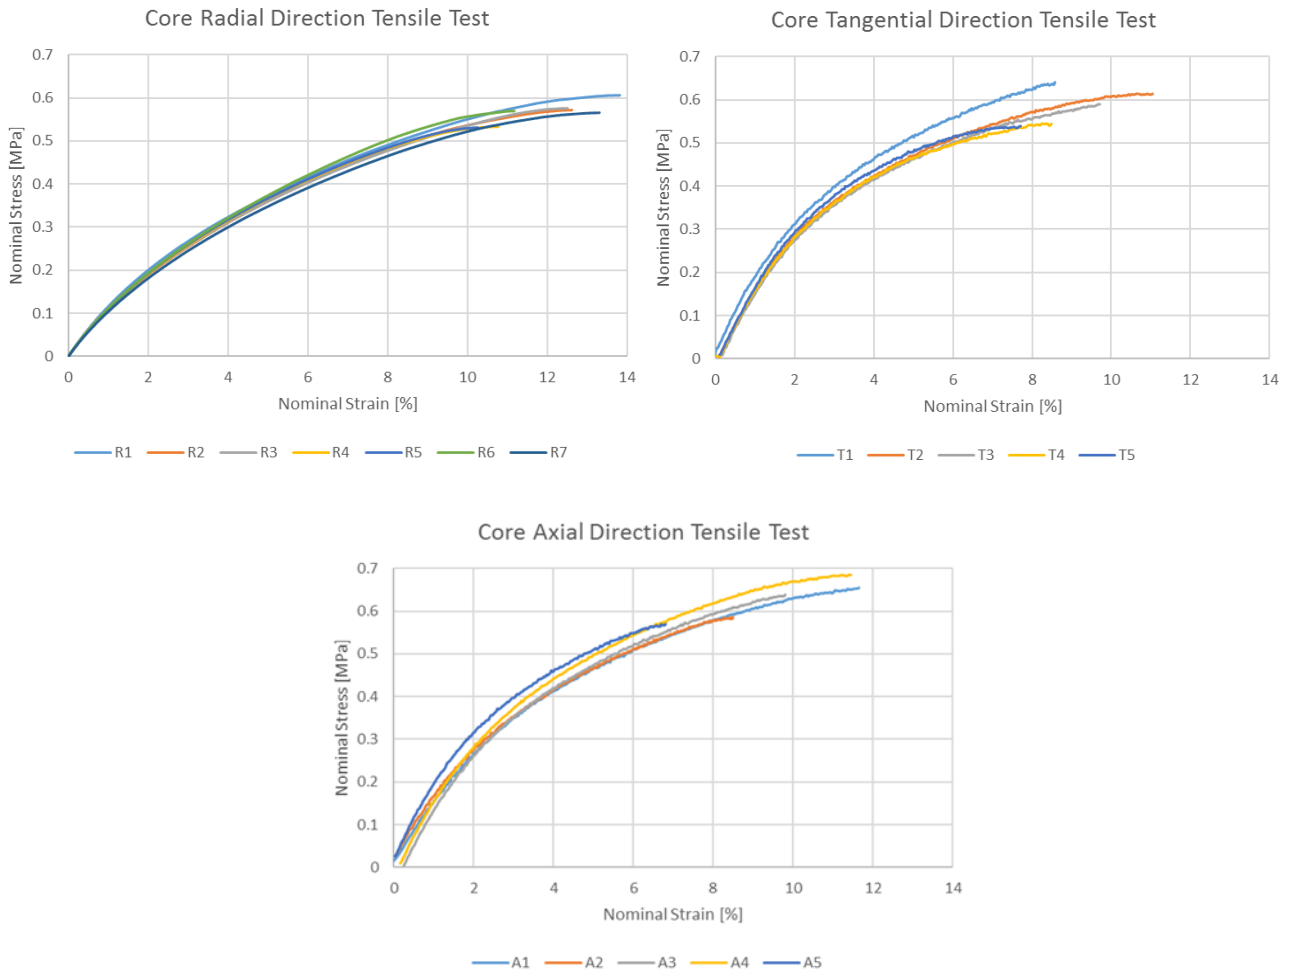 Core Radial Direction Tensile Test
0.7
0.6
0.5
0.4
0.3
0.2
0.1
0
Nominal Stress [MPa]
0 2 4 6 8 10 12 14
Nominal Strain [%]
R1 R2 R3 R4 R5 R6 R7
Core Tangential Direction Tensile Test
0.7
0.6
0.5
0.4
0.3
0.2
0.1
0
Nominal Stress [MPa]
0 2 4 6 8 10 12 14
Nominal Strain [%]
T1 T2 T3 T4 T5
Core Axial Direction Tensile Test
0.7
0.6
0.5
0.4
0.3
0.2
0.1
0
Nominal Stress [MPa]
0 2 4 6 8 10 12 14
Nominal Strain [%]
A1 A2 A3 A4 A5